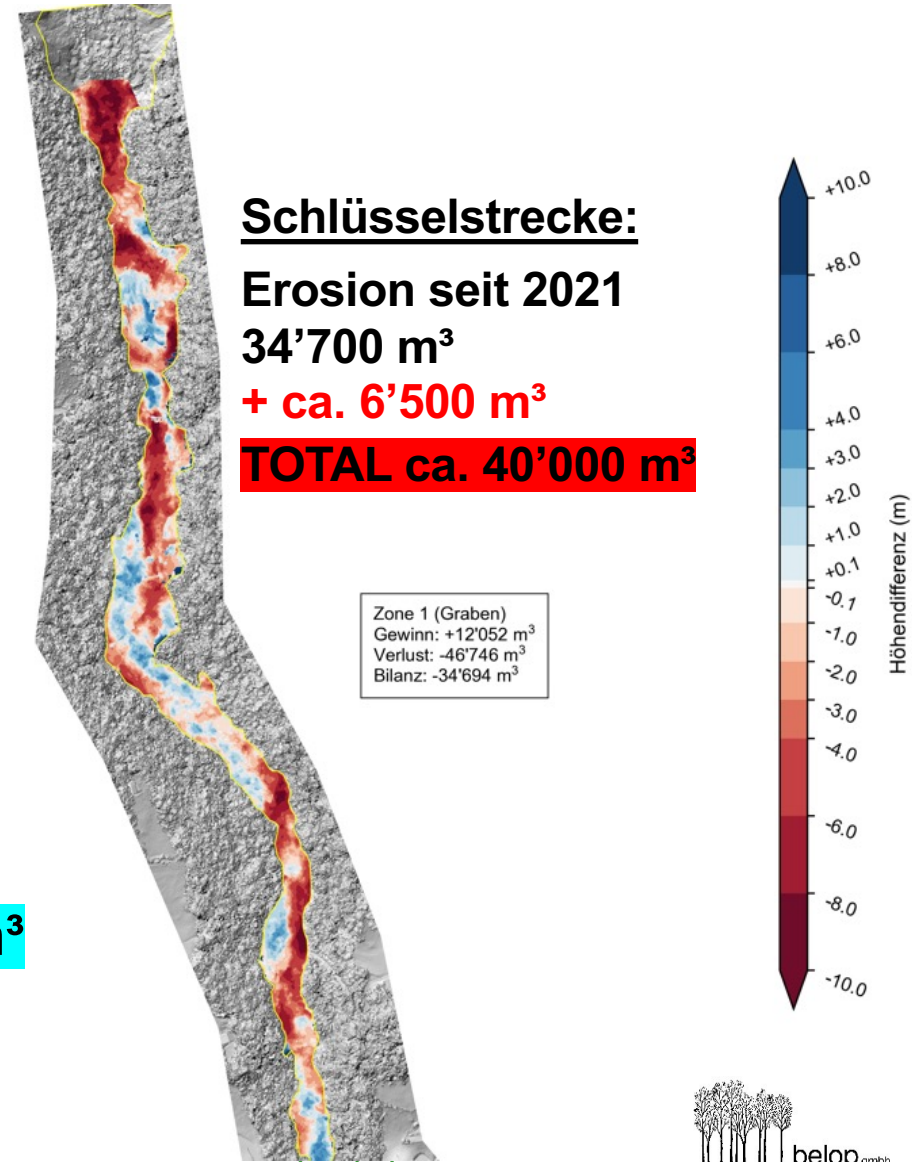 Schlüsselstrecke:
Erosion seit 2021
34’700 m³
+ ca. 6’500 m³
TOTAL ca. 40’000 m³
Zone 1 (Graben)
Gewinn: +12'052 m³
Verlust: -46'746 m³
Bilanz: -34'694 m³
+10.0
+8.0
+6.0
+4.0
+3.0
+2.0
+1.0
+0.1
-0.1
-1.0
-2.0
-3.0
-4.0
-6.0
-8.0
-10.0
Höhendifferenz (m)
³
belop gmbh